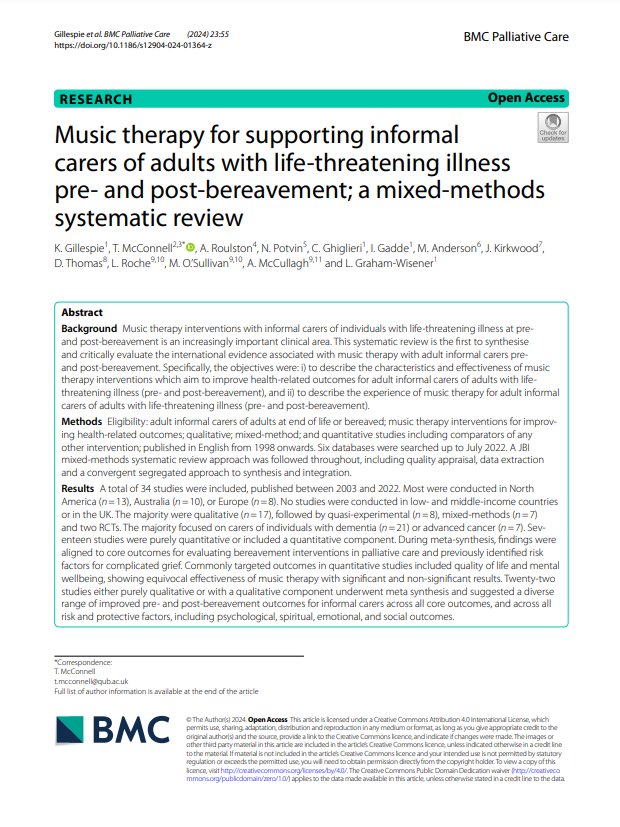 Gillespie et al. BMC Palliative Care (2024) 23:55
https://doi.org/10.1186/s12904-024-01364-z
BMC Palliative Care
RESEARCH
Open Access
Check for
updates
Music therapy for supporting informal
carers of adults with life-threatening illness
pre- and post-bereavement; a mixed-methods
systematic review
K. Gillespie1, T. McConnell2,3*, A. Roulston4, N. Potvin5, C. Ghiglieri1, I. Gadde1, M. Anderson6, J. Kirkwood7,
D. Thomas8, L. Roche9,10, M. O'Sullivan9,10, A. McCullagh9,11 and L. Graham-Wisener1
Abstract
Background Music therapy interventions with informal carers of individuals with life-threatening illness at pre-
and post-bereavement is an increasingly important clinical area. This systematic review is the first to synthesise
and critically evaluate the international evidence associated with music therapy with adult informal carers pre-
and post-bereavement. Specifically, the objectives were: i) to describe the characteristics and effectiveness of music
therapy interventions which aim to improve health-related outcomes for adult informal carers of adults with life-
threatening illness (pre- and post-bereavement), and ii) to describe the experience of music therapy for adult informal
carers of adults with life-threatening illness (pre- and post-bereavement).
Methods Eligibility: adult informal carers of adults at end of life or bereaved; music therapy interventions for improv-
ing health-related outcomes; qualitative; mixed-method; and quantitative studies including comparators of any
other intervention; published in English from 1998 onwards. Six databases were searched up to July 2022. A JBI
mixed-methods systematic review approach was followed throughout, including quality appraisal, data extraction
and a convergent segregated approach to synthesis and integration.
Results A total of 34 studies were included, published between 2003 and 2022. Most were conducted in North
America (n = 13), Australia (n = 10), or Europe (n = 8). No studies were conducted in low- and middle-income countries
or in the UK. The majority were qualitative (n = 17), followed by quasi-experimental (n = 8), mixed-methods (n = 7)
and two RCTs. The majority focused on carers of individuals with dementia (n = 21) or advanced cancer (n = 7). Sev-
enteen studies were purely quantitative or included a quantitative component. During meta-synthesis, findings were
aligned to core outcomes for evaluating bereavement interventions in palliative care and previously identified risk
factors for complicated grief. Commonly targeted outcomes in quantitative studies included quality of life and mental
wellbeing, showing equivocal effectiveness of music therapy with significant and non-significant results. Twenty-two
studies either purely qualitative or with a qualitative component underwent meta synthesis and suggested a diverse
range of improved pre- and post-bereavement outcomes for informal carers across all core outcomes, and across all
risk and protective factors, including psychological, spiritual, emotional, and social outcomes.
*Correspondence:
T. McConnell
t.mcconnell@qub.ac.uk
Full list of author information is available at the end of the article
BMC
© The Author(s) 2024. Open Access This article is licensed under a Creative Commons Attribution 4.0 International License, which
permits use, sharing, adaptation, distribution and reproduction in any medium or format, as long as you give appropriate credit to the
original author(s) and the source, provide a link to the Creative Commons licence, and indicate if changes were made. The images or
other third party material in this article are included in the article's Creative Commons licence, unless indicated otherwise in a credit line
to the material. If material is not included in the article's Creative Commons licence and your intended use is not permitted by statutory
regulation or exceeds the permitted use, you will need to obtain permission directly from the copyright holder. To view a copy of this
licence, visit http://creativecommons.org/licenses/by/4.0/. The Creative Commons Public Domain Dedication waiver (http://creativeco
mmons.org/publicdomain/zero/1.0/) applies to the data made available in this article, unless otherwise stated in a credit line to the data.